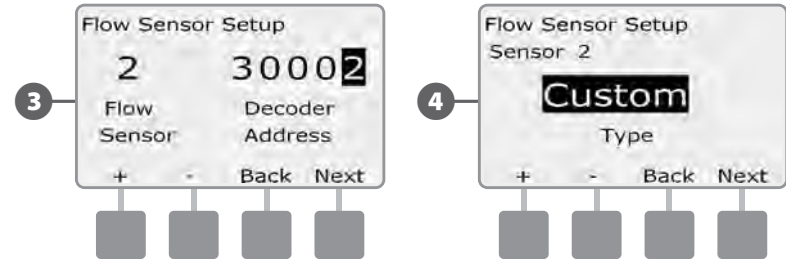 3
Flow Sensor Setup
2 30002
Flow Decoder
Sensor Address
+ - Back Next
4
Flow Sensor Setup
Sensor 2
Custom
Type
+ - Back Next